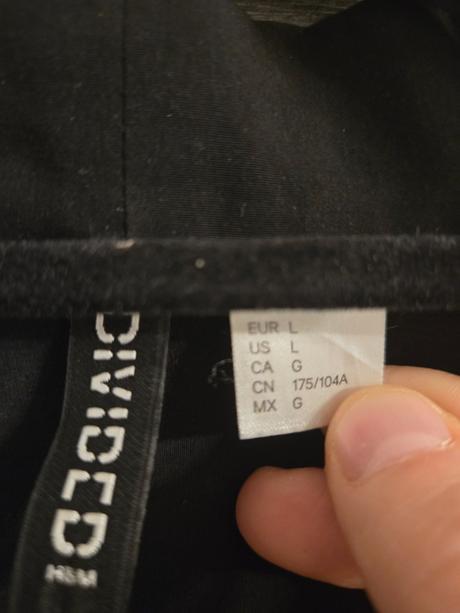 DIVIDED
H&M
EUR L
US L
CA G
CN 175/104A
MX G